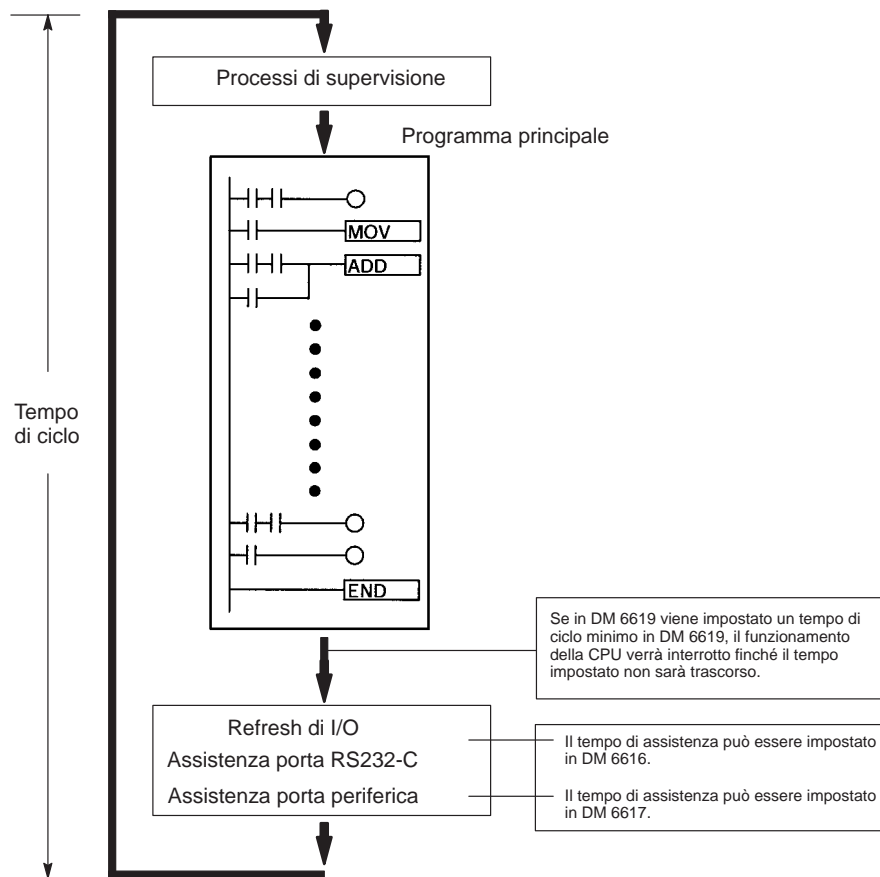 Processi di supervisione
Programma principale
MOV
ADD
Tempo
di ciclo
END
Se in DM 6619 viene impostato un tempo di
ciclo minimo in DM 6619, il funzionamento
della CPU verrà interrotto finché il tempo
impostato non sarà trascorso.
Refresh di I/O
Assistenza porta RS232-C
Assistenza porta periferica
Il tempo di assistenza può essere impostato
in DM 6616.
Il tempo di assistenza può essere impostato
in DM 6617.